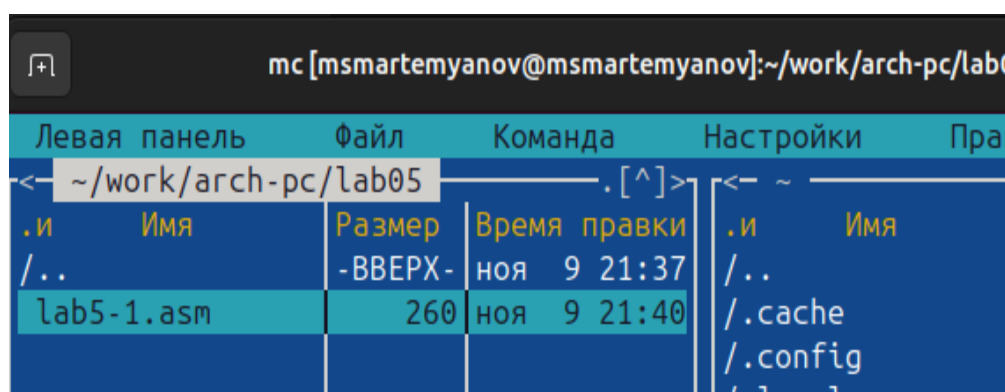 mc [msmartemyanov@msmartemyanov]:~/work/arch-pc/lab
Левая панель Файл Команда Настройки Пра
<- ~/work/arch-pc/lab05 .[^]> <- ~
.и Имя Размер Время правки .и Имя
/.. -ВВЕРХ- ноя 9 21:37 /..
lab5-1.asm 260 ноя 9 21:40 /.cache
/.config